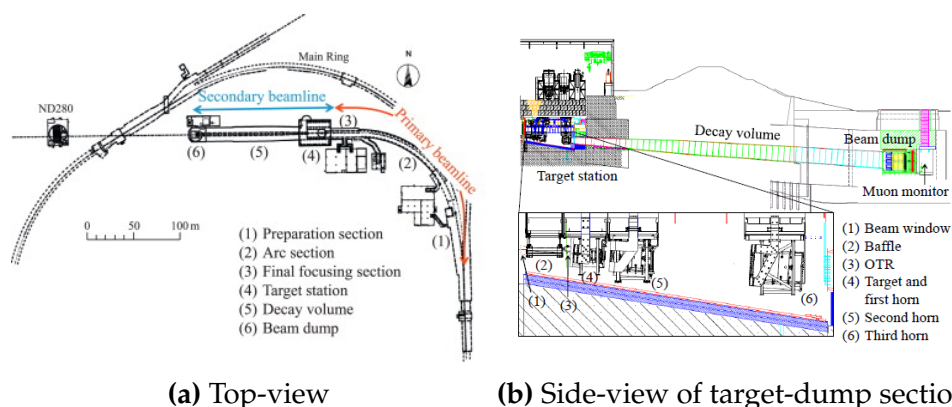 Main Ring
N
ND280
Secondary beamline
Primary beamline
(3)
(6)
(5)
(4)
(2)
(1)
0 50 100 m
(1) Preparation section
(2) Arc section
(3) Final focusing section
(4) Target station
(5) Decay volume
(6) Beam dump
(a) Top-view
Decay volume
Beam dump
Target station
Muon monitor
(2)
(4)
(5)
(6)
(1)
(3)
(1) Beam window
(2) Baffle
(3) OTR
(4) Target and
first horn
(5) Second horn
(6) Third horn
(b) Side-view of target-dump sectio